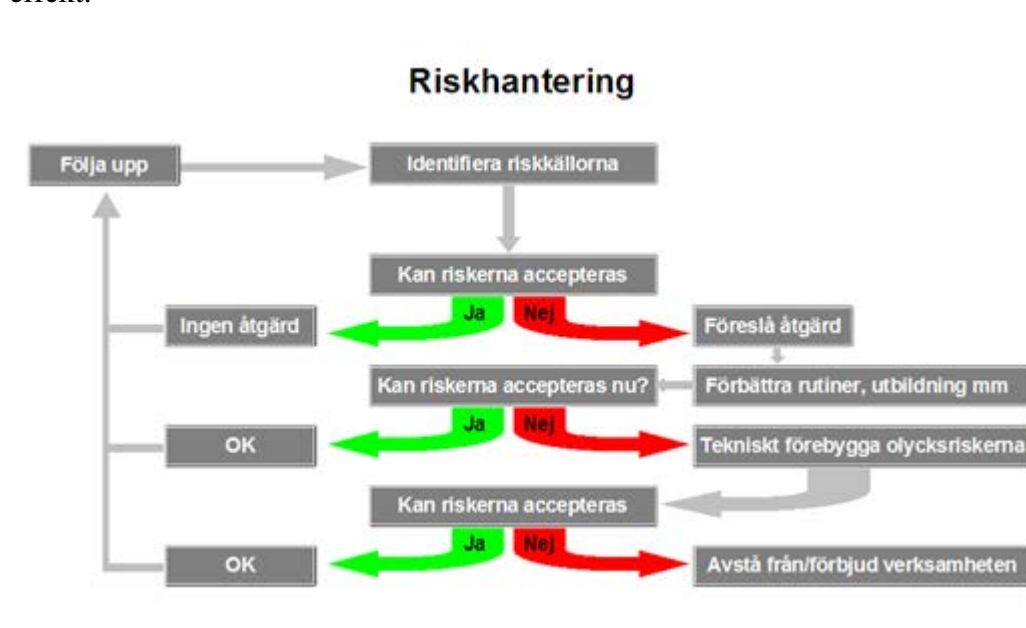 effekt.
Riskhantering
Följa upp
Identifiera riskkällorna
Kan riskerna accepteras
Ja
Nej
Ingen åtgärd
Föreslå åtgärd
Kan riskerna accepteras nu?
Förbättra rutiner, utbildning mm
Ja
Nej
OK
Tekniskt förebygga olycksriskerna
Kan riskerna accepteras
Ja
Nej
OK
Avstå från/förbjud verksamheten